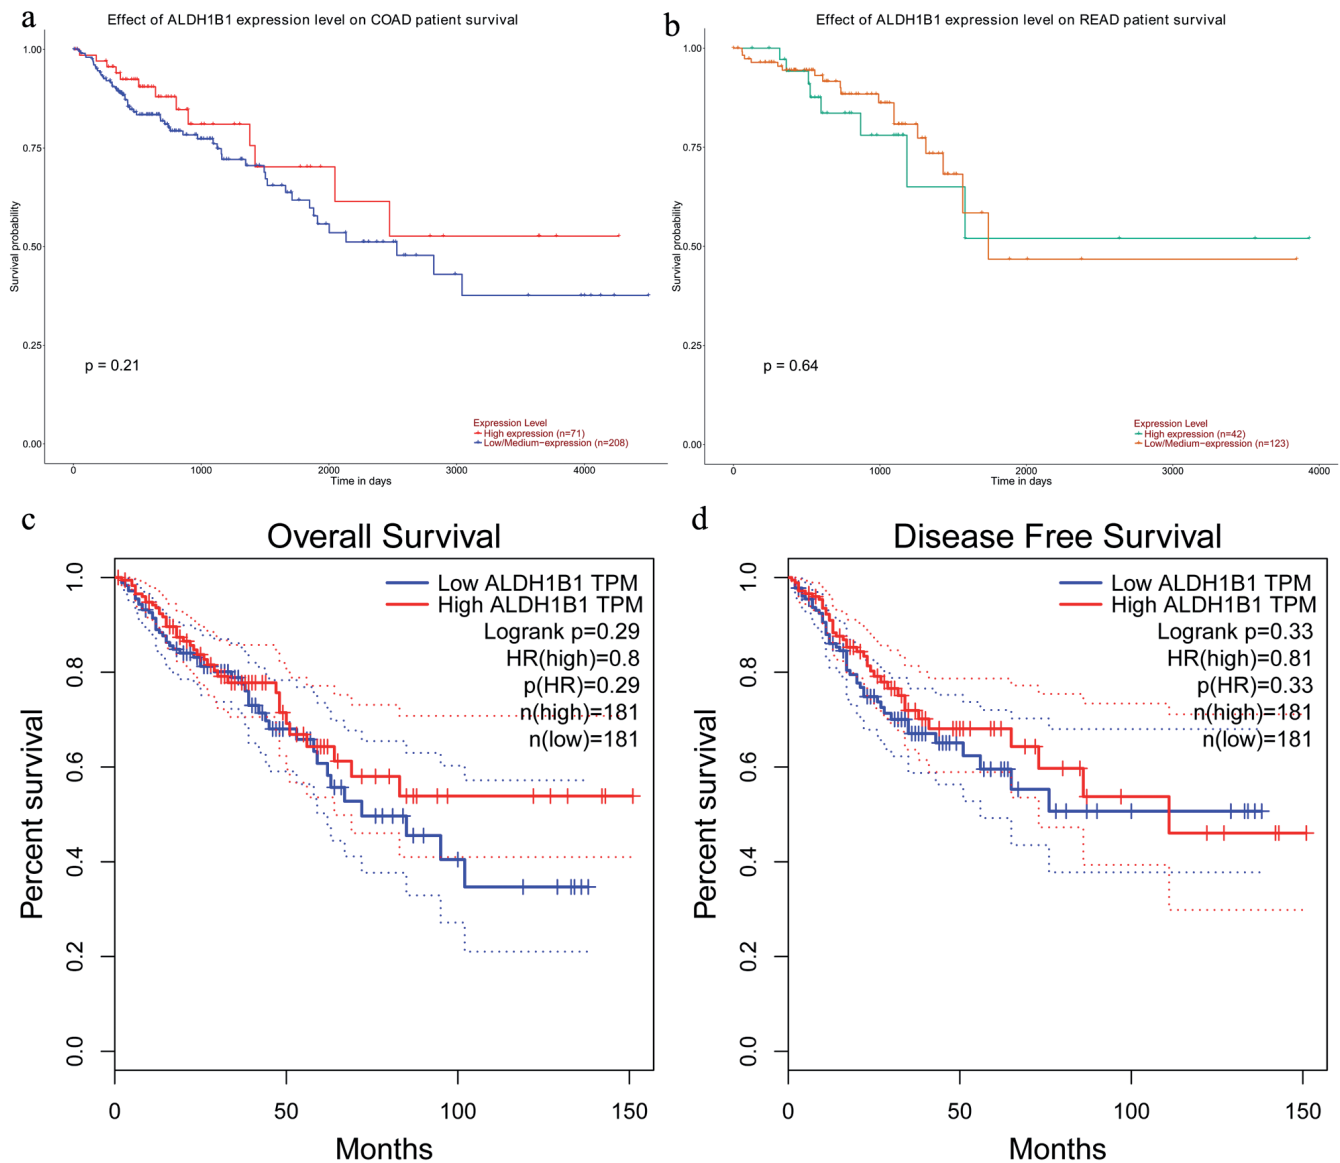 a
Effect of ALDH1B1 expression level on COAD patient survival
1.00
0.75
0.50
0.25
0.00
Survival probability
p = 0.21
Expression Level
High expression (n=71)
Low/Medium−expression (n=208)
0 1000 2000 3000 4000
Time in days
b
Effect of ALDH1B1 expression level on READ patient survival
1.00
0.75
0.50
0.25
0.00
Survival probability
p = 0.64
Expression Level
High expression (n=42)
Low/Medium−expression (n=123)
0 1000 2000 3000 4000
Time in days
c
Overall Survival
Low ALDH1B1 TPM
High ALDH1B1 TPM
Logrank p=0.29
HR(high)=0.8
p(HR)=0.29
n(high)=181
n(low)=181
1.0
0.8
0.6
0.4
0.2
0.0
Percent survival
0 50 100 150
Months
d
Disease Free Survival
Low ALDH1B1 TPM
High ALDH1B1 TPM
Logrank p=0.33
HR(high)=0.81
p(HR)=0.33
n(high)=181
n(low)=181
1.0
0.8
0.6
0.4
0.2
0.0
Percent survival
0 50 100 150
Months